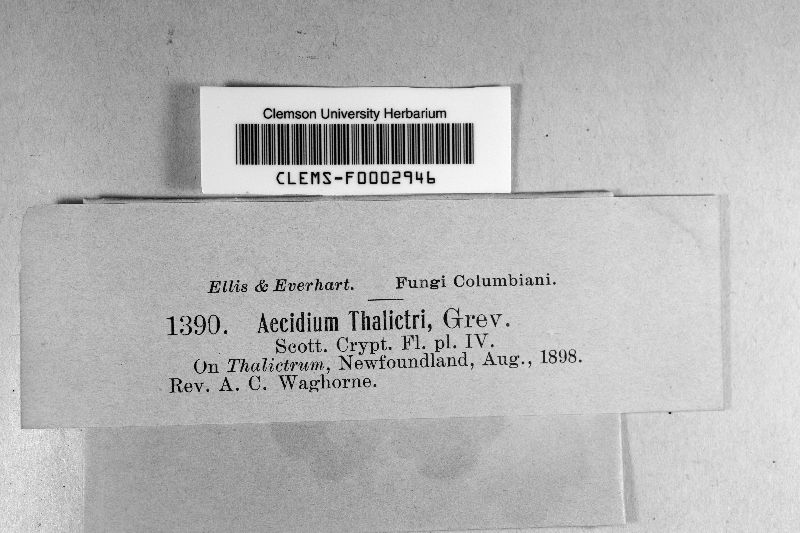 Clemson University Herbarium
CLEMS-F0002946
Ellis & Everhart. Fungi Columbiani.
1390. Aecidium Thalictri, Grev.
Scott. Crypt. Fl. pl. IV.
On Thalictrum, Newfoundland, Aug., 1898.
Rev. A. C. Waghorne.